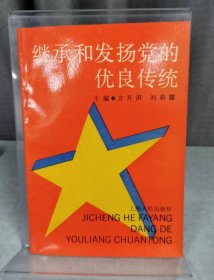 继承和发扬党的
优良传统
主编●方开淇 刘彩霞
上海人民出版社
JICHENG HE FAYANG
DANG DE
YOULIANG CHUANTONG